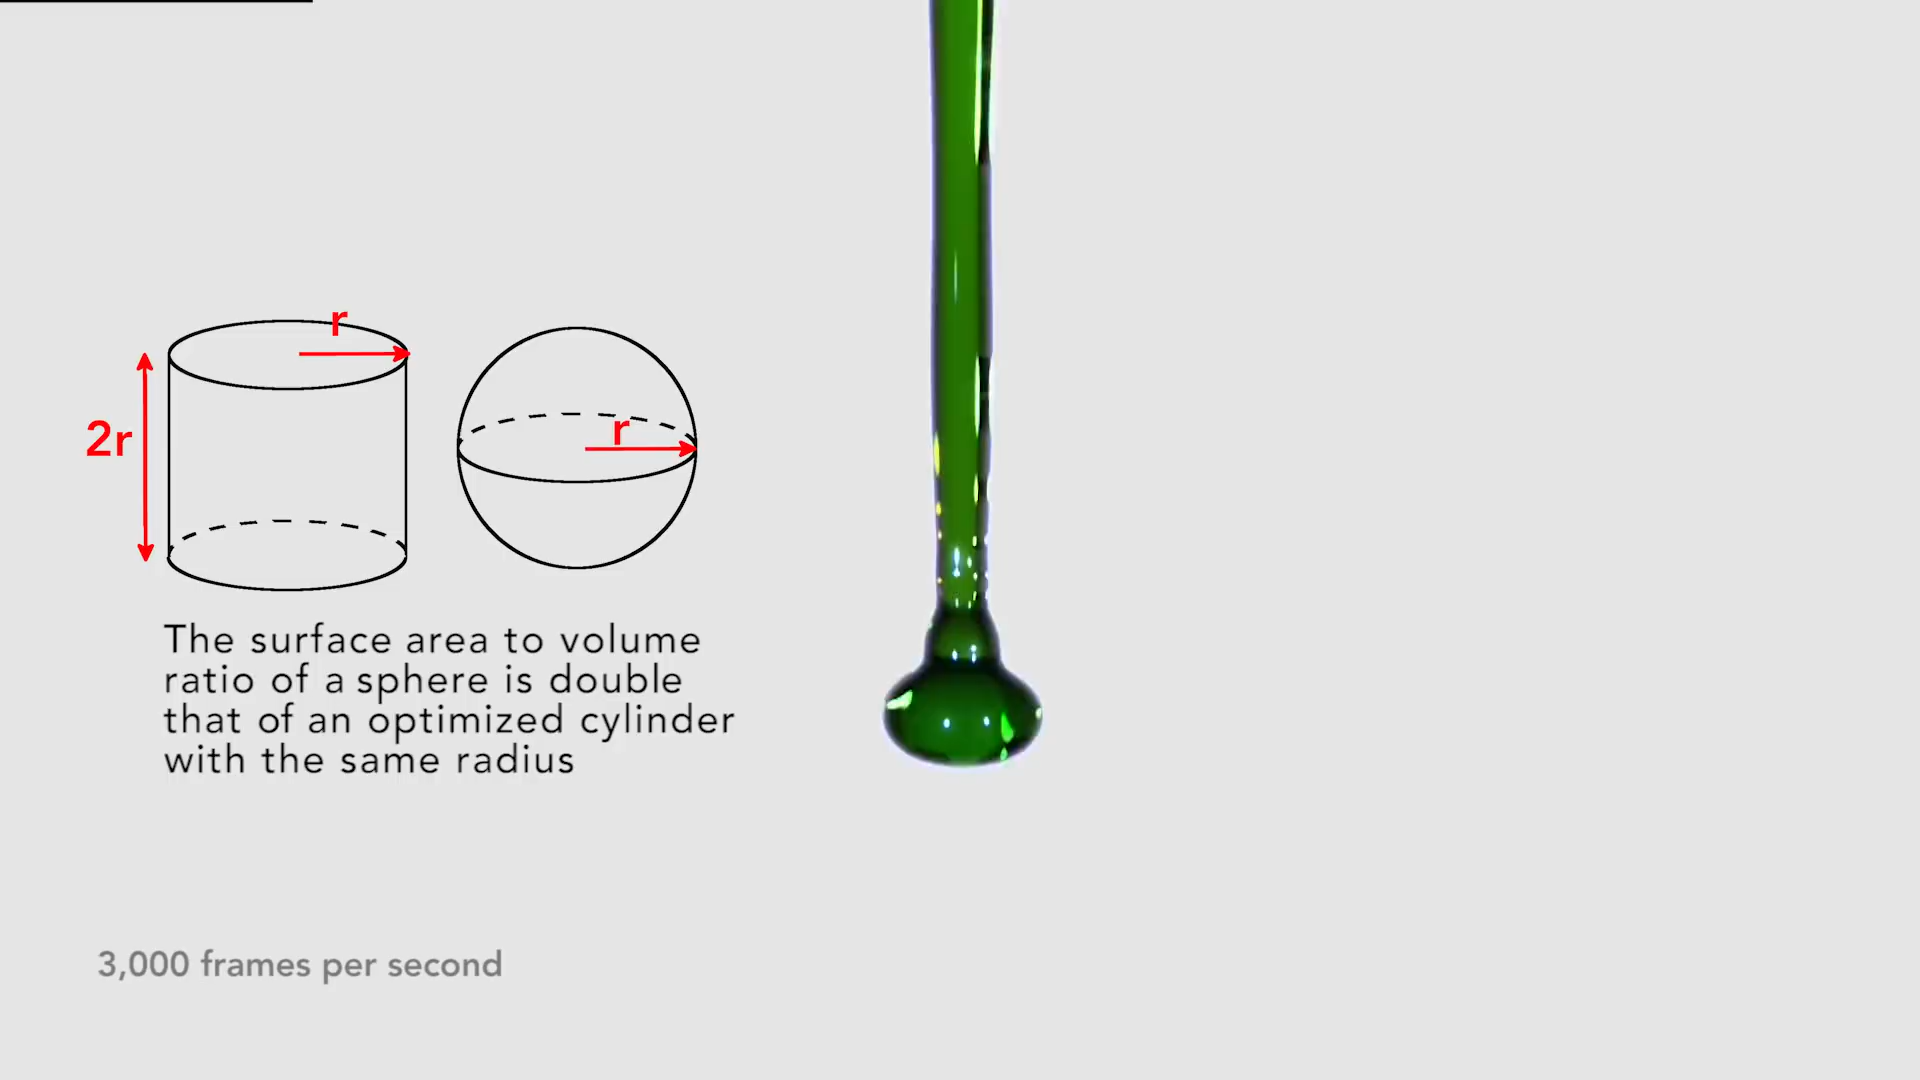 r
2r
r
The surface area to volume
ratio of a sphere is double
that of an optimized cylinder
with the same radius
3,000 frames per second